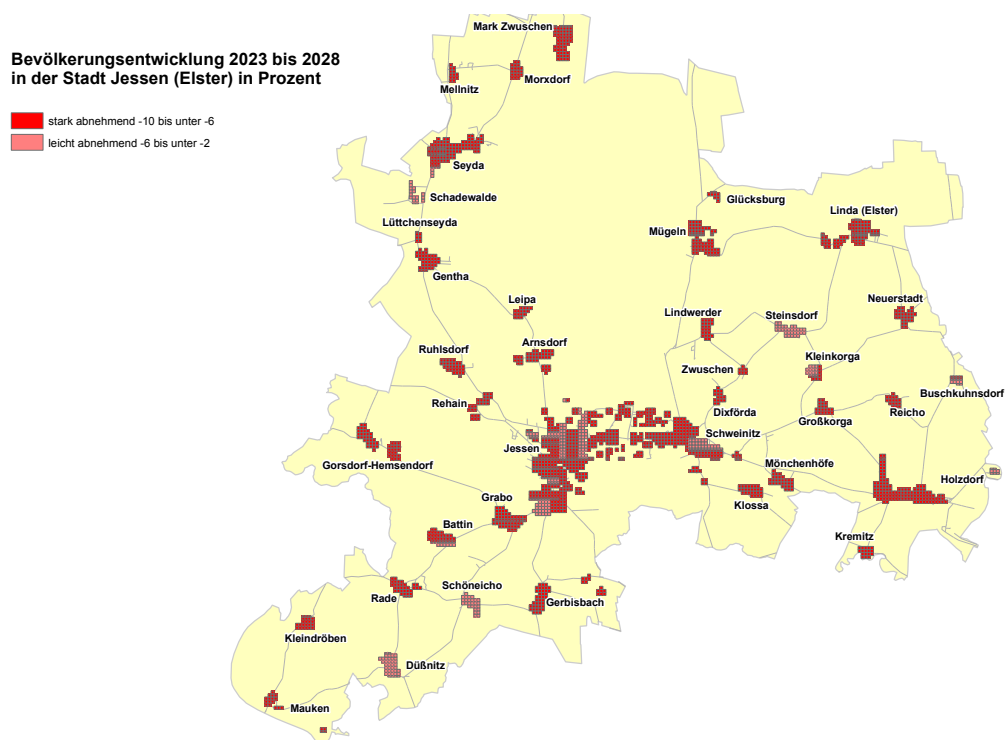 Bevölkerungsentwicklung 2023 bis 2028
in der Stadt Jessen (Elster) in Prozent
stark abnehmend -10 bis unter -6
leicht abnehmend -6 bis unter -2
Mark Zwuschen
Mellnitz
Morxdorf
Seyda
Schadewalde
Glücksburg
Linda (Elster)
Lüttchenseyda
Mügeln
Gentha
Leipa
Neuerstadt
Lindwerder
Steinsdorf
Arnsdorf
Ruhlsdorf
Kleinkorga
Zwuschen
Buschkuhnsdorf
Rehain
Dixförda
Reicho
Großkorga
Schweinitz
Jessen
Gorsdorf-Hemsendorf
Mönchenhöfe
Holzdorf
Grabo
Klossa
Battin
Kremitz
Schöneicho
Rade
Gerbisbach
Kleindröben
Düßnitz
Mauken